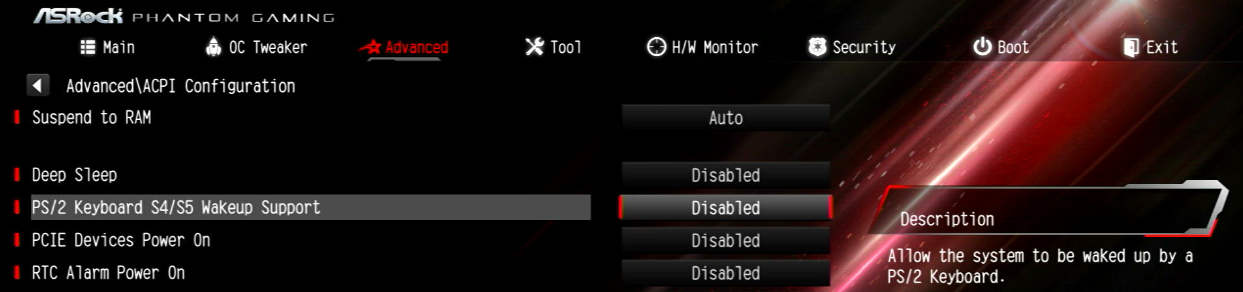 ASRock PHANTOM GAMING
Main OC Tweaker Advanced Tool H/W Monitor Security Boot Exit
Advanced\ACPI Configuration
Suspend to RAM Auto
Deep Sleep Disabled
PS/2 Keyboard S4/S5 Wakeup Support Disabled
PCIE Devices Power On Disabled
RTC Alarm Power On Disabled
Description
Allow the system to be waked up by a
PS/2 Keyboard.